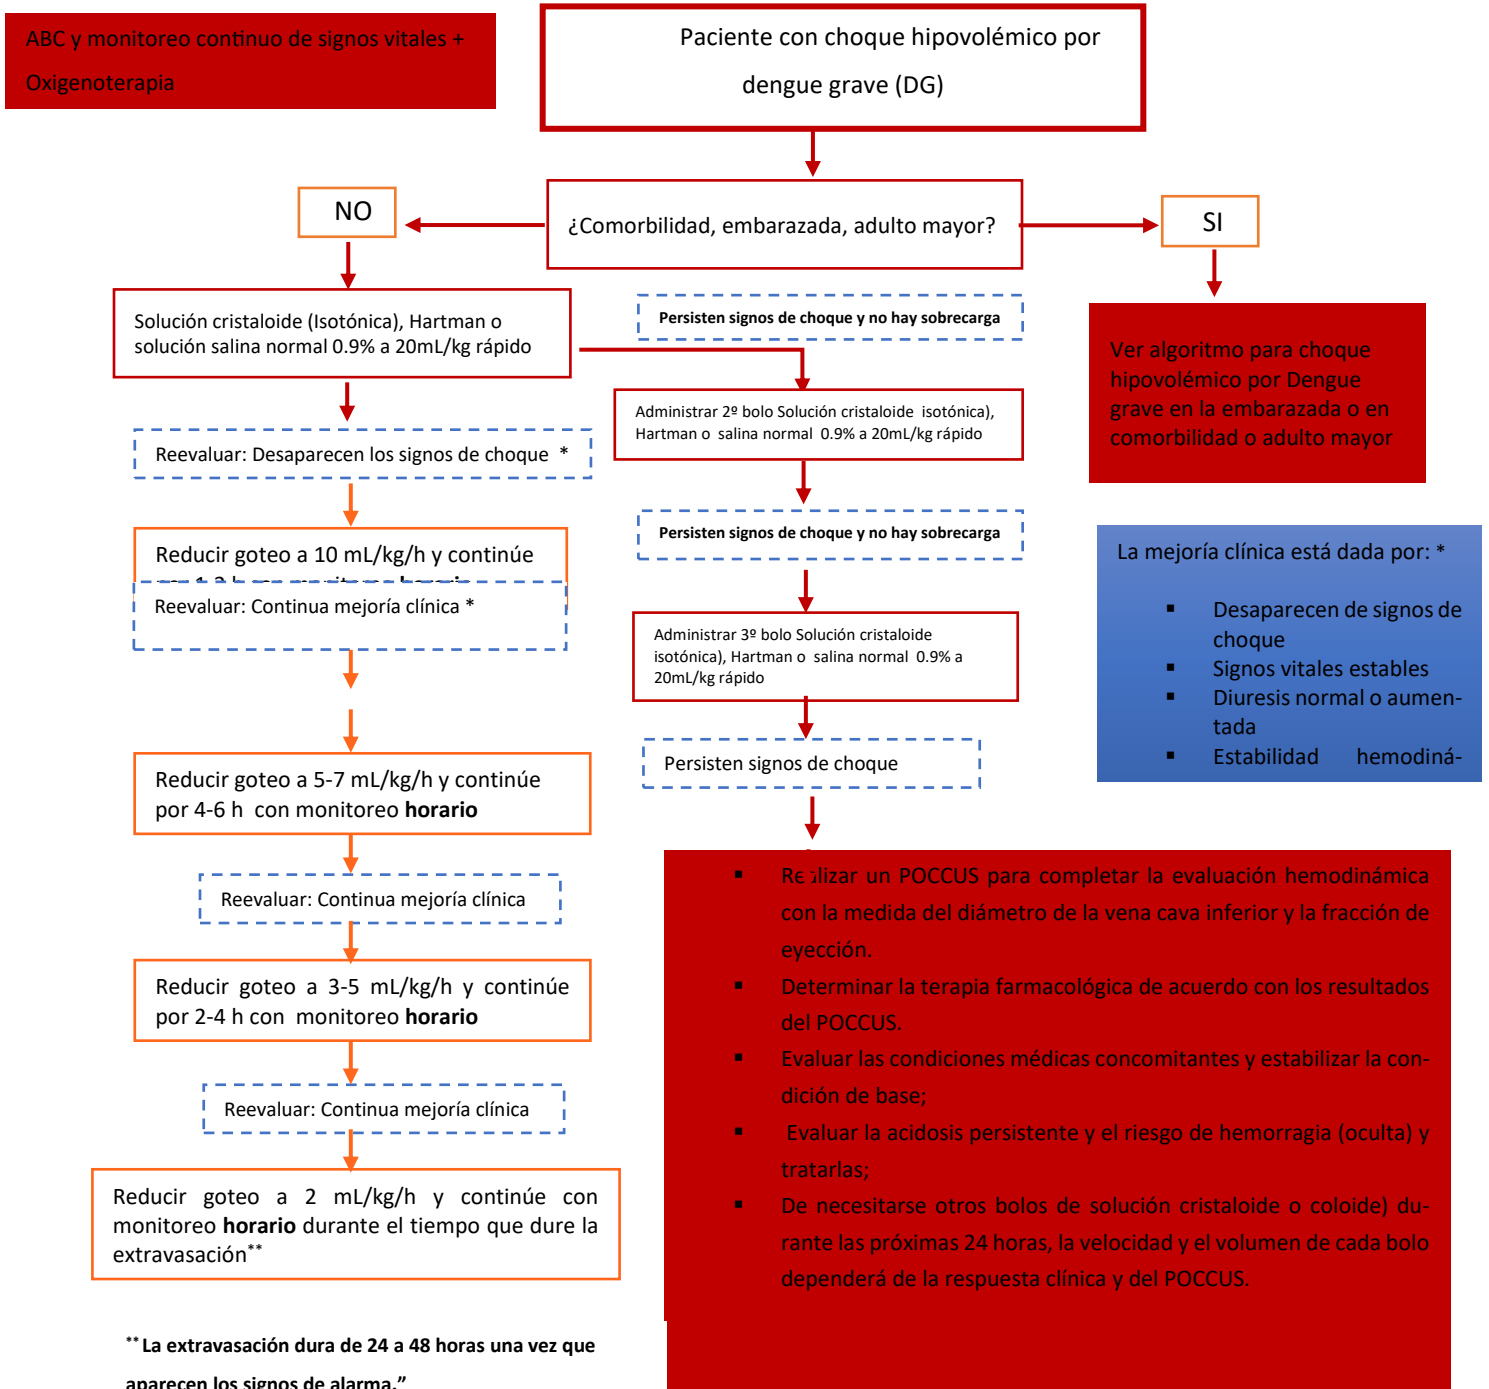 ABC y monitoreo continuo de signos vitales +
Oxigenoterapia
Paciente con choque hipovolémico por
dengue grave (DG)
NO
¿Comorbilidad, embarazada, adulto mayor?
SI
Solución cristaloide (Isotónica), Hartman o
solución salina normal 0.9% a 20mL/kg rápido
Persisten signos de choque y no hay sobrecarga
Ver algoritmo para choque
hipovolémico por Dengue
grave en la embarazada o en
comorbilidad o adulto mayor
Administrar 2º bolo Solución cristaloide isotónica),
Hartman o salina normal 0.9% a 20mL/kg rápido
Reevaluar: Desaparecen los signos de choque *
Persisten signos de choque y no hay sobrecarga
Reducir goteo a 10 mL/kg/h y continúe
Reevaluar: Continua mejoría clínica *
Administrar 3º bolo Solución cristaloide
isotónica), Hartman o salina normal 0.9% a
20mL/kg rápido
La mejoría clínica está dada por: *
▪ Desaparecen de signos de
choque
▪ Signos vitales estables
▪ Diuresis normal o aumen-
tada
▪ Estabilidad hemodiná-
Persisten signos de choque
Reducir goteo a 5-7 mL/kg/h y continúe
por 4-6 h con monitoreo horario
Reevaluar: Continua mejoría clínica
Reducir goteo a 3-5 mL/kg/h y continúe
por 2-4 h con monitoreo horario
Reevaluar: Continua mejoría clínica
Reducir goteo a 2 mL/kg/h y continúe con
monitoreo horario durante el tiempo que dure la
extravasación**
▪ Realizar un POCCUS para completar la evaluación hemodinámica
con la medida del diámetro de la vena cava inferior y la fracción de
eyección.
▪ Determinar la terapia farmacológica de acuerdo con los resultados
del POCCUS.
▪ Evaluar las condiciones médicas concomitantes y estabilizar la con-
dición de base;
▪ Evaluar la acidosis persistente y el riesgo de hemorragia (oculta) y
tratarlas;
▪ De necesitarse otros bolos de solución cristaloide o coloide) du-
rante las próximas 24 horas, la velocidad y el volumen de cada bolo
dependerá de la respuesta clínica y del POCCUS.
** La extravasación dura de 24 a 48 horas una vez que
aparecen los signos de alarma.”